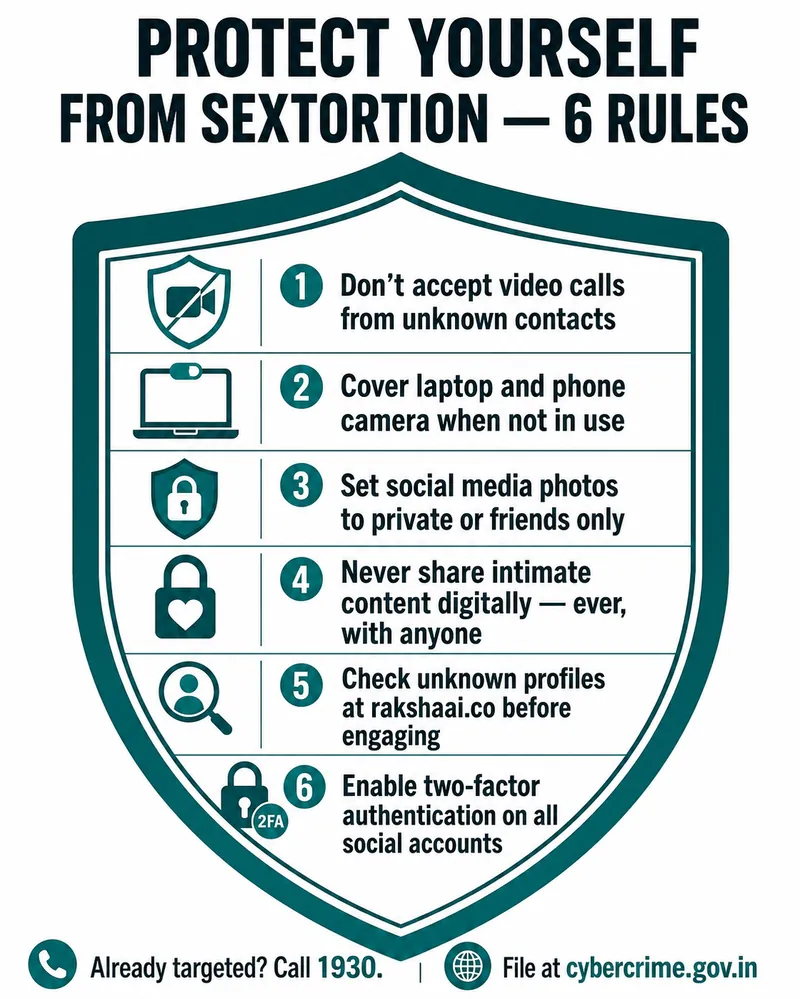 PROTECT YOURSELF
FROM SEXTORTION — 6 RULES
1
Don’t accept video calls
from unknown contacts
2
Cover laptop and phone
camera when not in use
3
Set social media photos
to private or friends only
4
Never share intimate
content digitally — ever,
with anyone
5
Check unknown profiles
at rakshaai.co before
engaging
2FA
6
Enable two-factor
authentication on all
social accounts
Already targeted? Call 1930. | File at cybercrime.gov.in